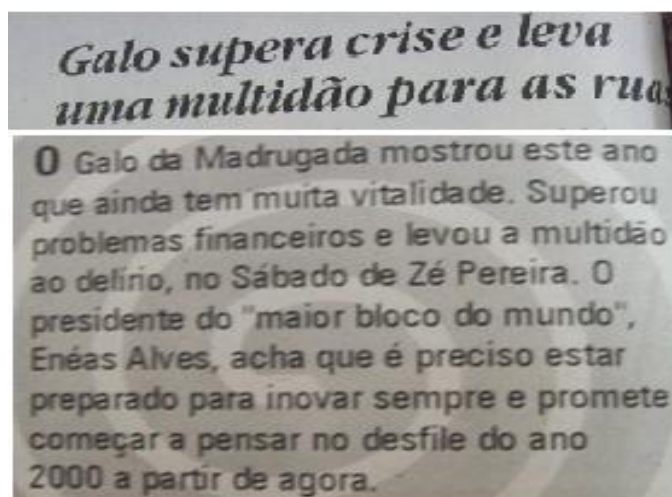 Galo supera crise e leva
uma multidão para as ruas
O Galo da Madrugada mostrou este ano
que ainda tem muita vitalidade. Superou
problemas financeiros e levou a multidão
ao delírio, no Sábado de Zé Pereira. O
presidente do "maior bloco do mundo",
Enéas Alves, acha que é preciso estar
preparado para inovar sempre e promete
começar a pensar no desfile do ano
2000 a partir de agora.